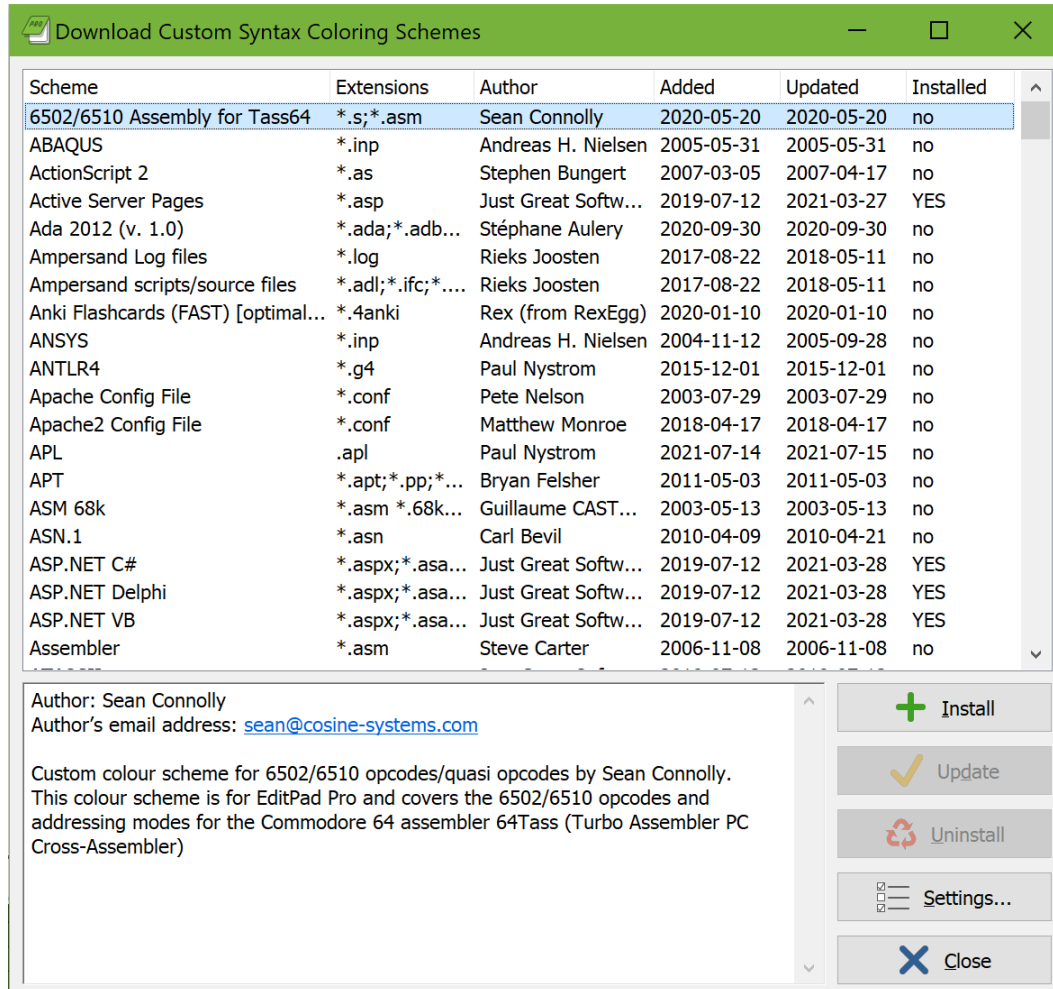 PRO
Download Custom Syntax Coloring Schemes
Scheme Extensions Author Added Updated Installed
6502/6510 Assembly for Tass64 *.s;*.asm Sean Connolly 2020-05-20 2020-05-20 no
ABAQUS *.inp Andreas H. Nielsen 2005-05-31 2005-05-31 no
ActionScript 2 *.as Stephen Bungert 2007-03-05 2007-04-17 no
Active Server Pages *.asp Just Great Softw... 2019-07-12 2021-03-27 YES
Ada 2012 (v. 1.0) *.ada;*.adb... Stéphane Aulery 2020-09-30 2020-09-30 no
Ampersand Log files *.log Rieks Joosten 2017-08-22 2018-05-11 no
Ampersand scripts/source files *.adl;*.ifc;*.... Rieks Joosten 2017-08-22 2018-05-11 no
Anki Flashcards (FAST) [optimal... *.4anki Rex (from RexEgg) 2020-01-10 2020-01-10 no
ANSYS *.inp Andreas H. Nielsen 2004-11-12 2005-09-28 no
ANTLR4 *.g4 Paul Nystrom 2015-12-01 2015-12-01 no
Apache Config File *.conf Pete Nelson 2003-07-29 2003-07-29 no
Apache2 Config File *.conf Matthew Monroe 2018-04-17 2018-04-17 no
APL .apl Paul Nystrom 2021-07-14 2021-07-15 no
APT *.apt;*.pp;*... Bryan Felsher 2011-05-03 2011-05-03 no
ASM 68k *.asm *.68k... Guillaume CAST... 2003-05-13 2003-05-13 no
ASN.1 *.asn Carl Bevil 2010-04-09 2010-04-21 no
ASP.NET C# *.aspx;*.asa... Just Great Softw... 2019-07-12 2021-03-28 YES
ASP.NET Delphi *.aspx;*.asa... Just Great Softw... 2019-07-12 2021-03-28 YES
ASP.NET VB *.aspx;*.asa... Just Great Softw... 2019-07-12 2021-03-28 YES
Assembler *.asm Steve Carter 2006-11-08 2006-11-08 no
Author: Sean Connolly
Author's email address: sean@cosine-systems.com
Custom colour scheme for 6502/6510 opcodes/quasi opcodes by Sean Connolly.
This colour scheme is for EditPad Pro and covers the 6502/6510 opcodes and
addressing modes for the Commodore 64 assembler 64Tass (Turbo Assembler PC
Cross-Assembler)
Install
Update
Uninstall
Settings...
Close